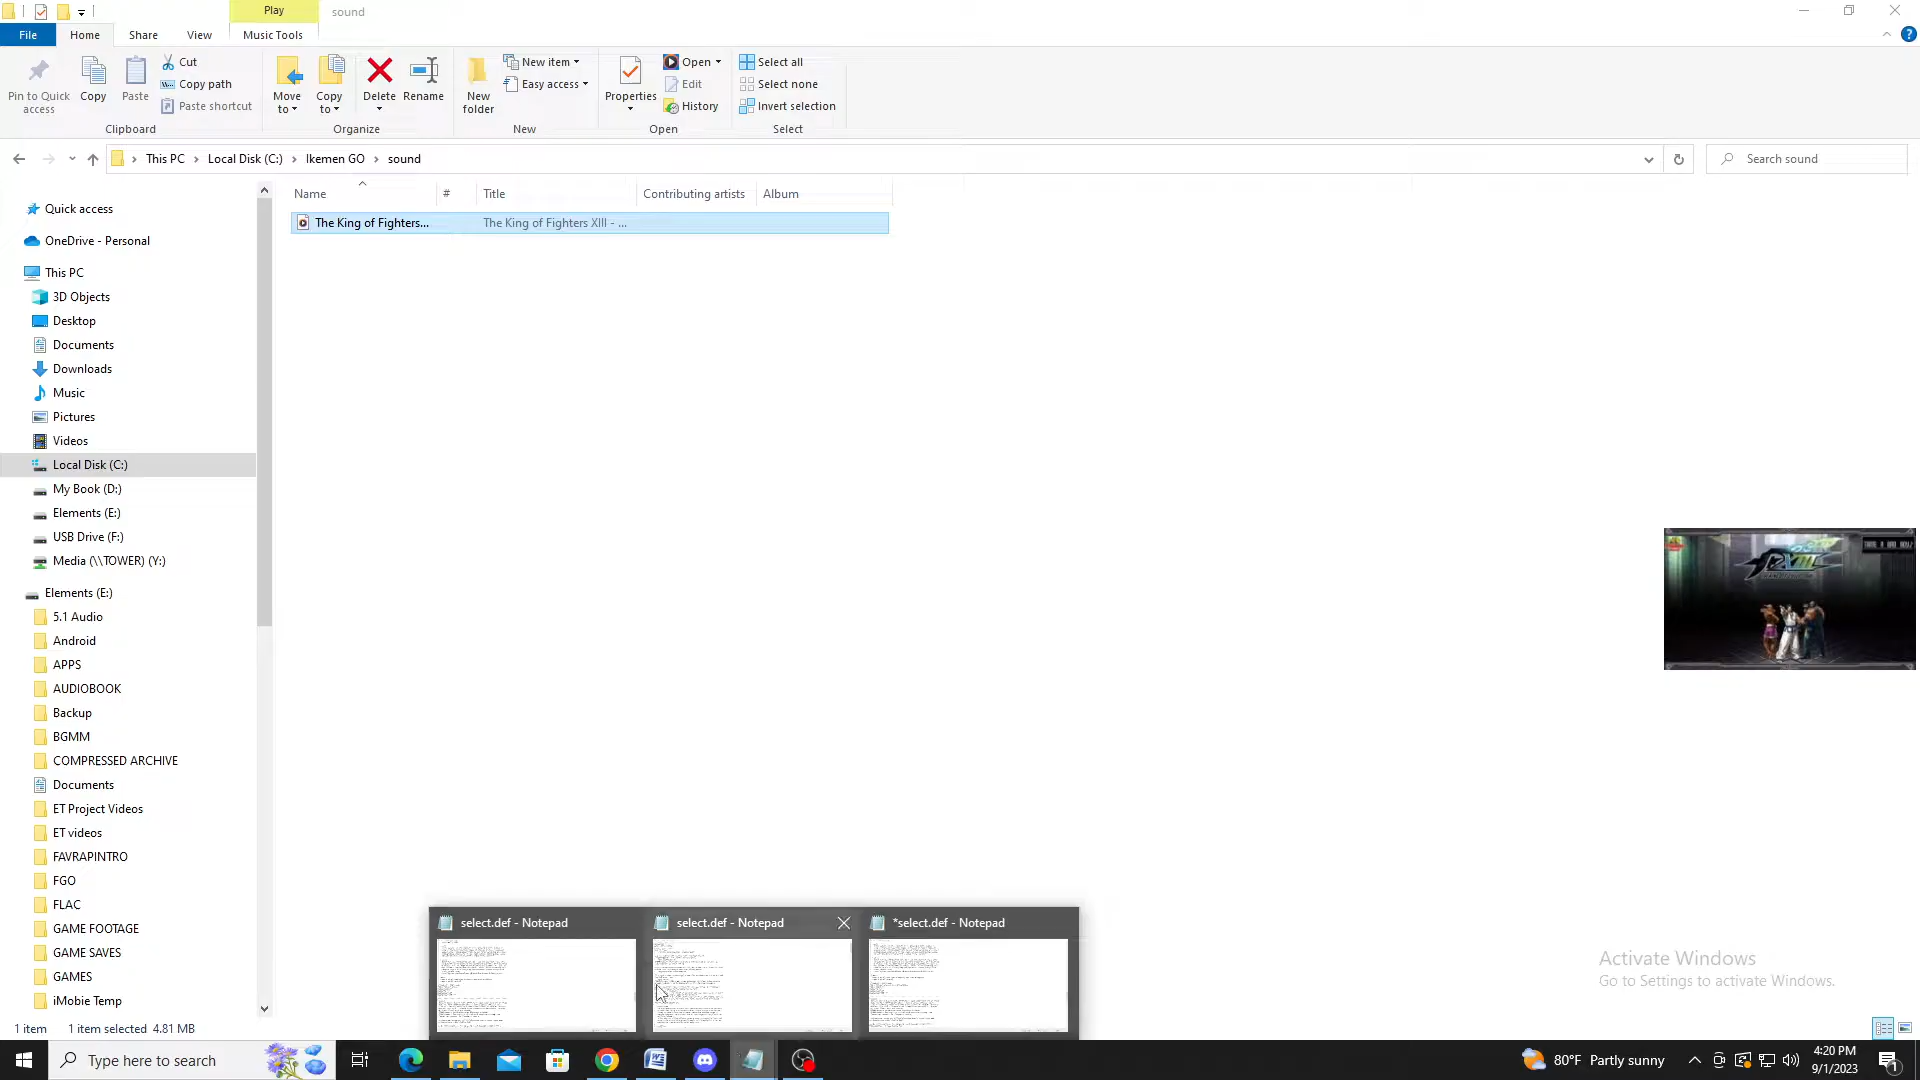 Play
sound
File
Home
Share
View
Music Tools
Pin to Quick access
Copy
Paste
Cut
Copy path
Paste shortcut
Clipboard
Move to
Copy to
Delete
Rename
Organize
New folder
New item
Easy access
New
Properties
Open
Edit
History
Open
Select all
Select none
Invert selection
Select
This PC
Local Disk (C:)
Ikemen GO
sound
Search sound
Name
#
Title
Contributing artists
Album
The King of Fighters...
The King of Fighters XIII - ...
Quick access
OneDrive - Personal
This PC
3D Objects
Desktop
Documents
Downloads
Music
Pictures
Videos
Local Disk (C:)
My Book (D:)
Elements (E:)
USB Drive (F:)
Media (\\TOWER) (Y:)
Elements (E:)
5.1 Audio
Android
APPS
AUDIOBOOK
Backup
BGMM
COMPRESSED ARCHIVE
Documents
ET Project Videos
ET videos
FAVRAPINTRO
FGO
FLAC
GAME FOOTAGE
GAME SAVES
GAMES
iMobie Temp
1 item
1 item selected 4.81 MB
select.def - Notepad
select.def - Notepad
*select.def - Notepad
Activate Windows
Go to Settings to activate Windows.
Type here to search
80°F Partly sunny
4:20 PM
9/1/2023
1